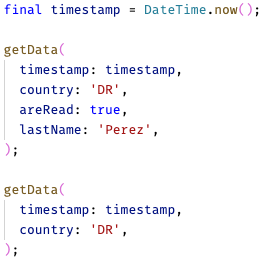 final timestamp = DateTime.now();
getData(
timestamp: timestamp,
country: 'DR',
areRead: true,
lastName: 'Perez',
);
getData(
timestamp: timestamp,
country: 'DR',
);